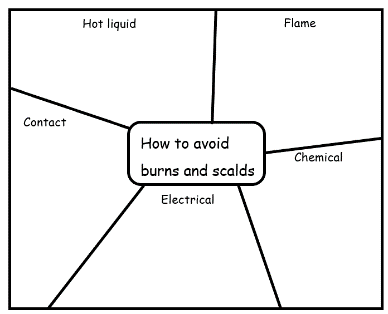 Hot liquid
Flame
Contact
How to avoid
burns and scalds
Chemical
Electrical